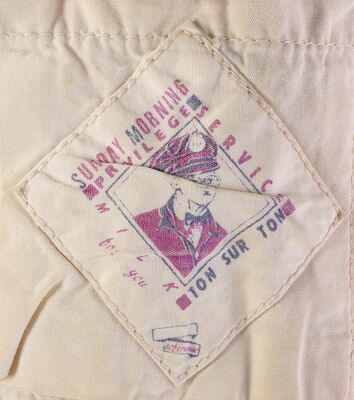 SUNDAY MORNING
PRIVILEGE
SERVICE
MILK
for you
TON SUR TON